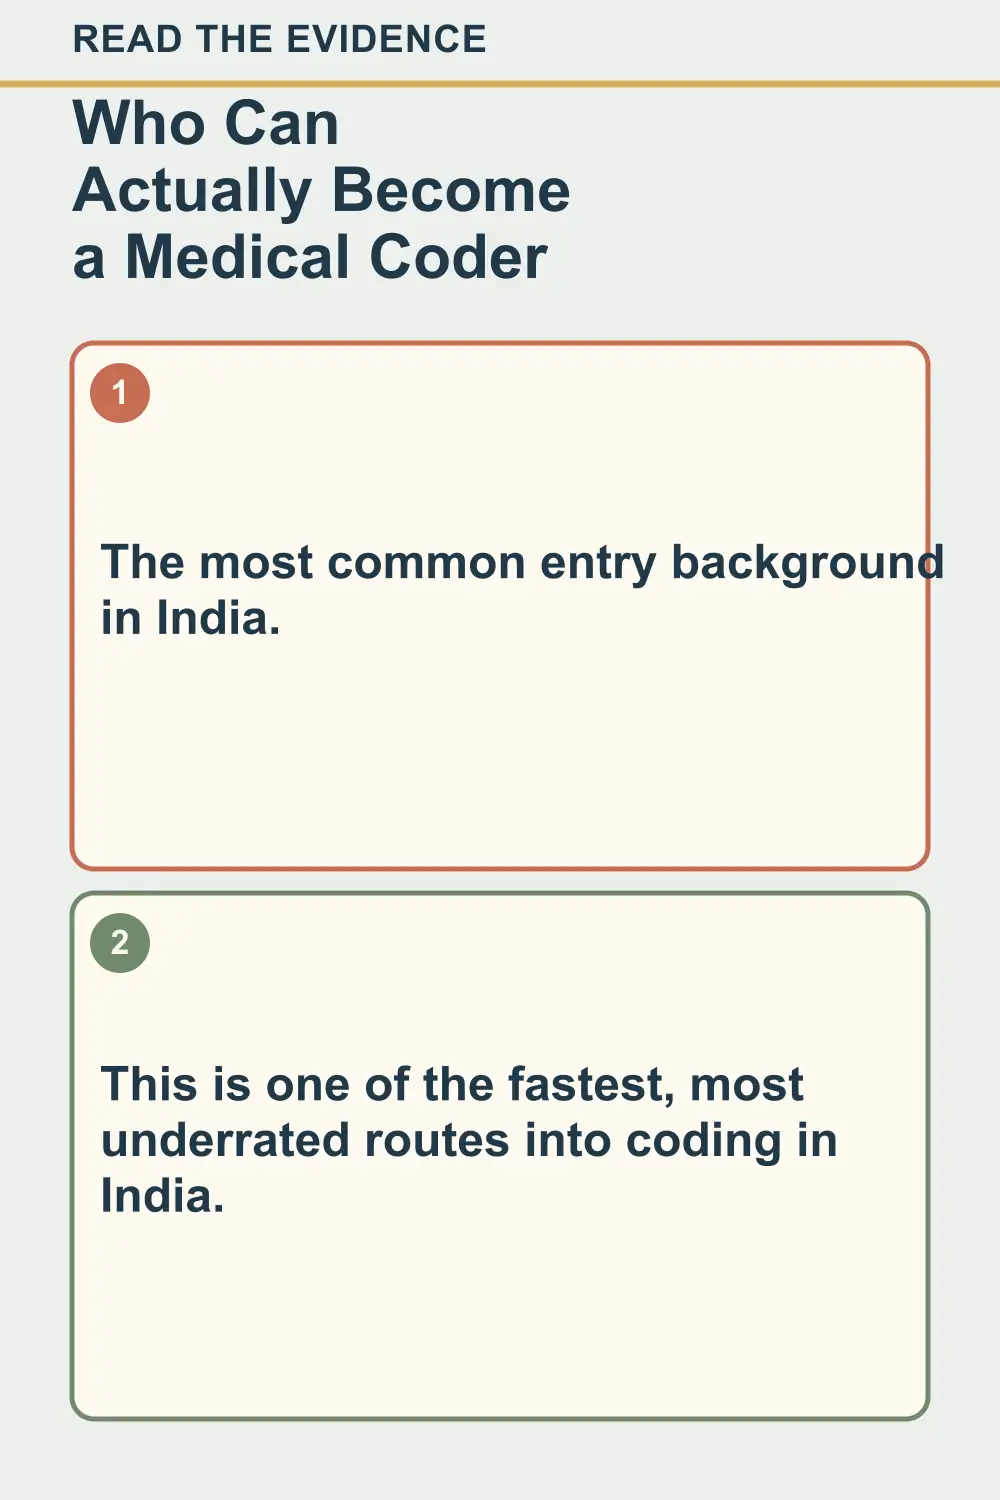 READ THE EVIDENCE
Who Can
Actually Become
a Medical Coder
1
The most common entry background
in India.
2
This is one of the fastest, most
underrated routes into coding in
India.